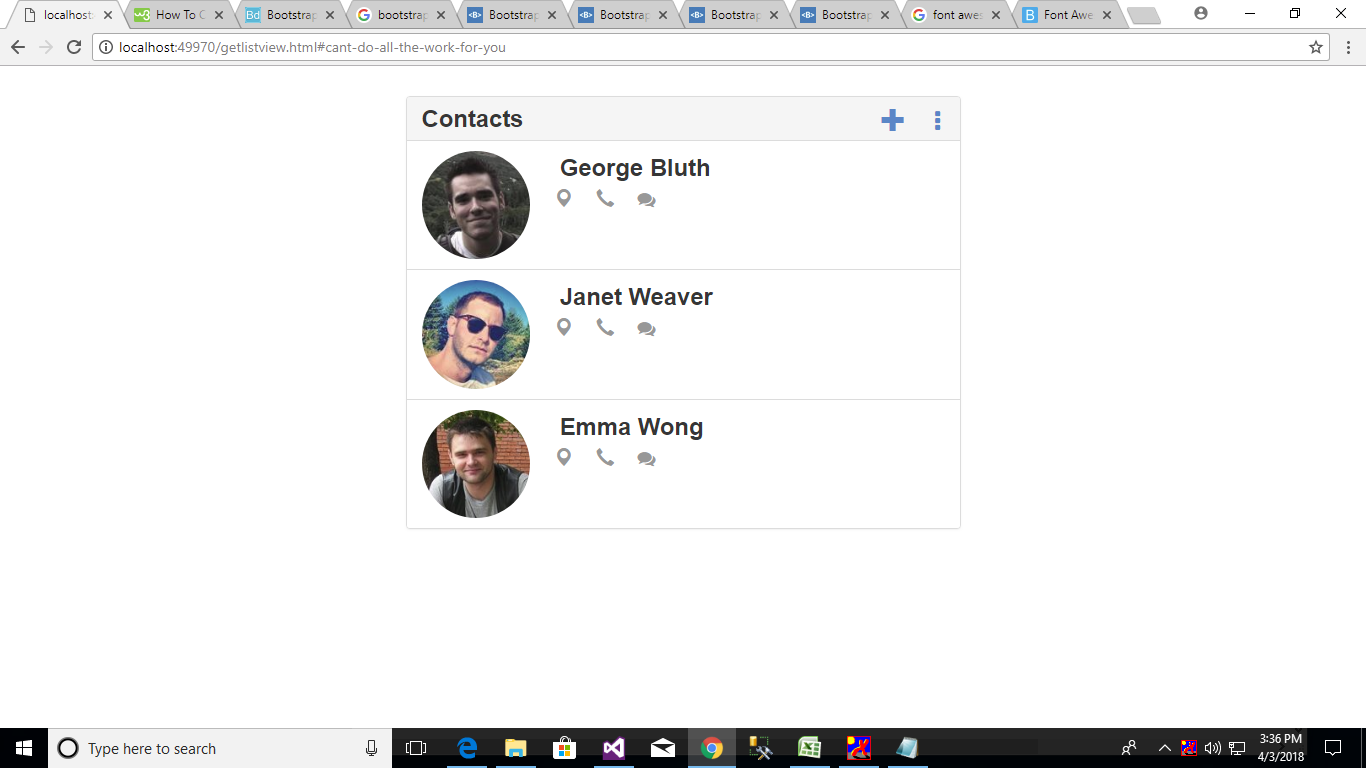 localhost:
How To C
Bootstrap
bootstrap
Bootstrap
Bootstrap
Bootstrap
Bootstrap
font awes
Font Awe
localhost:49970/getlistview.html#cant-do-all-the-work-for-you
Contacts
George Bluth
Janet Weaver
Emma Wong
Type here to search
3:36 PM
4/3/2018